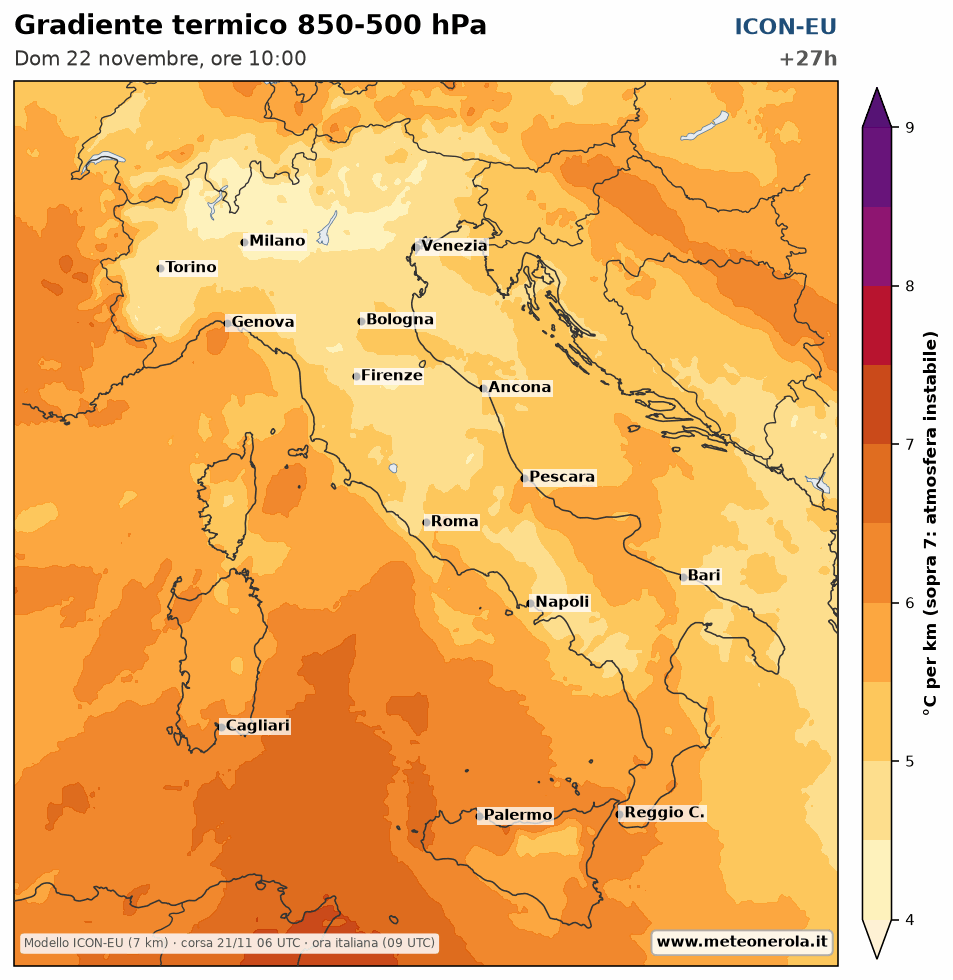 Gradiente termico 850-500 hPa
ICON-EU
Dom 22 novembre, ore 10:00
+27h
Milano
Venezia
Torino
Genova
Bologna
Firenze
Ancona
Pescara
Roma
Bari
Napoli
Cagliari
Palermo
Reggio C.
9
8
7
6
5
4
°C per km (sopra 7: atmosfera instabile)
Modello ICON-EU (7 km) · corsa 21/11 06 UTC · ora italiana (09 UTC)
www.meteonerola.it